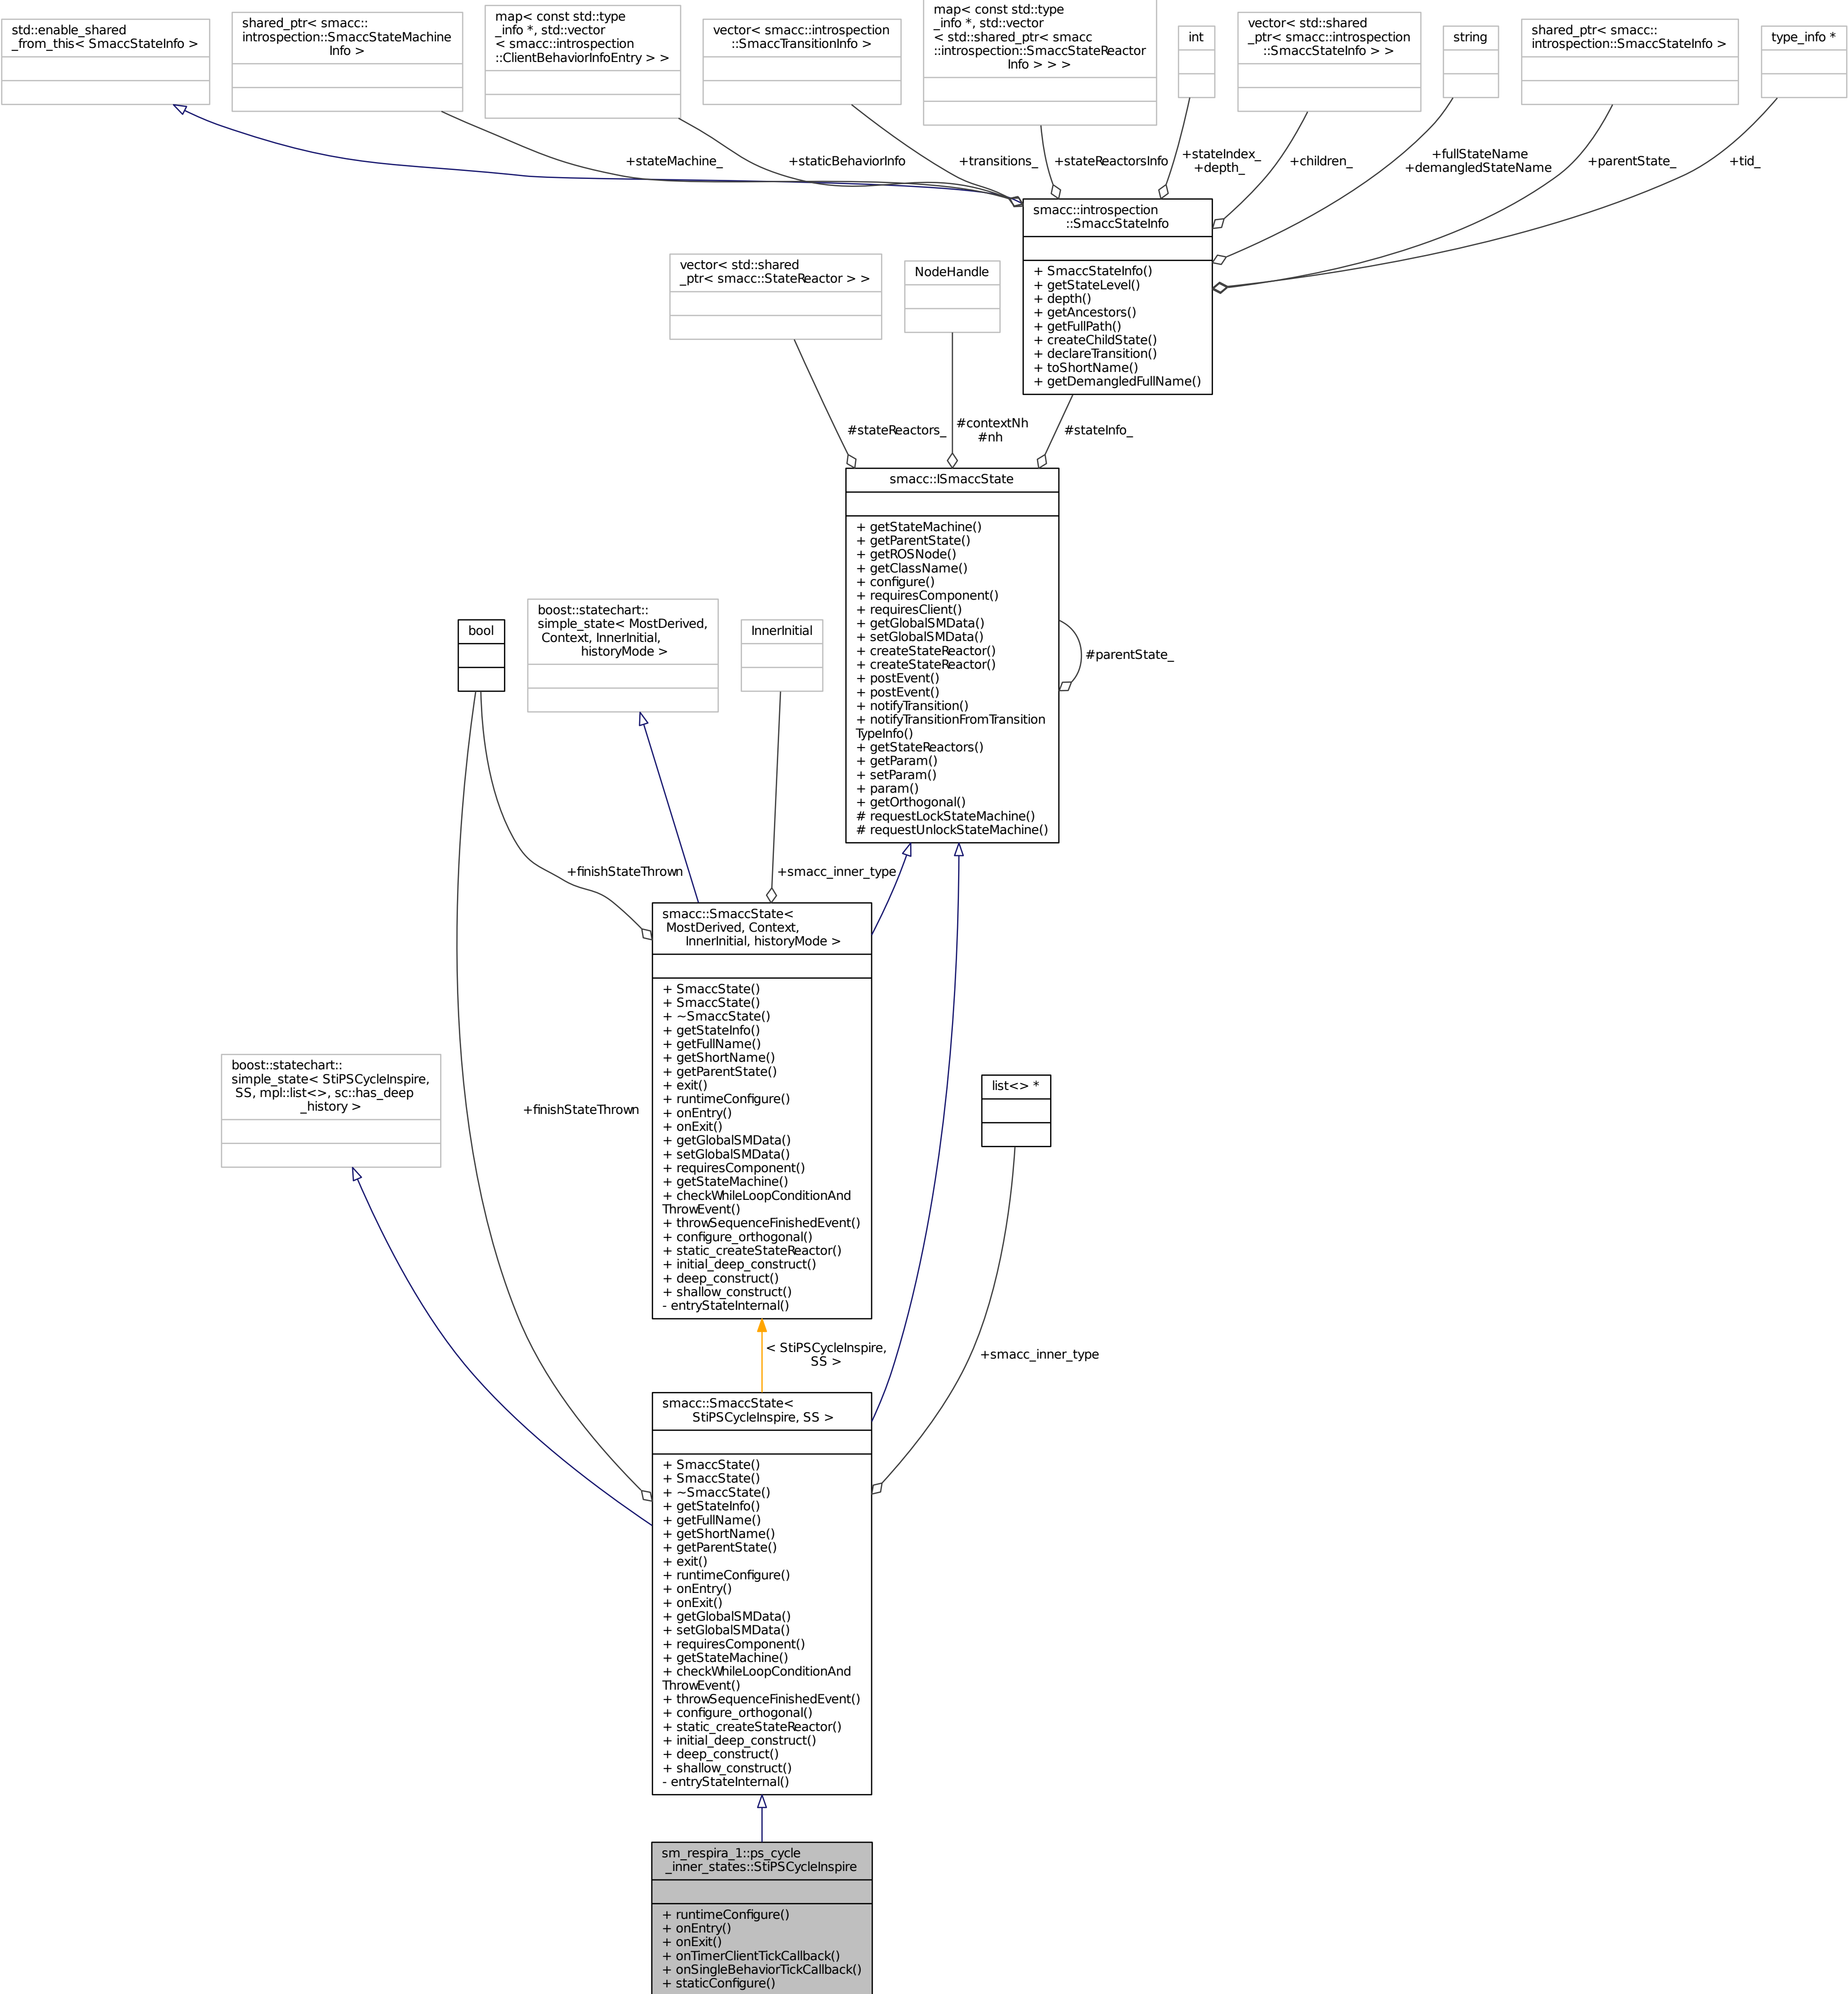 std::enable_shared
_from_this< SmaccStateInfo >
shared_ptr< smacc::
introspection::SmaccStateMachine
Info >
map< const std::type
_info *, std::vector
< smacc::introspection
::ClientBehaviorInfoEntry > >
vector< smacc::introspection
::SmaccTransitionInfo >
map< const std::type
_info *, std::vector
< std::shared_ptr< smacc
::introspection::SmaccStateReactor
Info > > >
int
vector< std::shared
_ptr< smacc::introspection
::SmaccStateInfo > >
string
shared_ptr< smacc::
introspection::SmaccStateInfo >
type_info *
+stateMachine_
+staticBehaviorInfo
+transitions_
+stateReactorsInfo
+stateIndex_
+depth_
+children_
+fullStateName
+demangledStateName
+parentState_
+tid_
smacc::introspection
::SmaccStateInfo
+ SmaccStateInfo()
+ getStateLevel()
+ depth()
+ getAncestors()
+ getFullPath()
+ createChildState()
+ declareTransition()
+ toShortName()
+ getDemangledFullName()
vector< std::shared
_ptr< smacc::StateReactor > >
NodeHandle
#stateReactors_
#contextNh
#nh
#stateInfo_
smacc::ISmaccState
+ getStateMachine()
+ getParentState()
+ getROSNode()
+ getClassName()
+ configure()
+ requiresComponent()
+ requiresClient()
+ getGlobalSMData()
+ setGlobalSMData()
+ createStateReactor()
+ createStateReactor()
+ postEvent()
+ postEvent()
+ notifyTransition()
+ notifyTransitionFromTransition
TypeInfo()
+ getStateReactors()
+ getParam()
+ setParam()
+ param()
+ getOrthogonal()
# requestLockStateMachine()
# requestUnlockStateMachine()
#parentState_
bool
boost::statechart::
simple_state< MostDerived,
Context, InnerInitial,
historyMode >
InnerInitial
+finishStateThrown
+smacc_inner_type
smacc::SmaccState<
MostDerived, Context,
InnerInitial, historyMode >
+ SmaccState()
+ SmaccState()
+ ~SmaccState()
+ getStateInfo()
+ getFullName()
+ getShortName()
+ getParentState()
+ exit()
+ runtimeConfigure()
+ onEntry()
+ onExit()
+ getGlobalSMData()
+ setGlobalSMData()
+ requiresComponent()
+ getStateMachine()
+ checkWhileLoopConditionAnd
ThrowEvent()
+ throwSequenceFinishedEvent()
+ configure_orthogonal()
+ static_createStateReactor()
+ initial_deep_construct()
+ deep_construct()
+ shallow_construct()
- entryStateInternal()
boost::statechart::
simple_state< StiPSCycleInspire,
SS, mpl::list<>, sc::has_deep
_history >
+finishStateThrown
list<> *
< StiPSCycleInspire,
SS >
+smacc_inner_type
smacc::SmaccState<
StiPSCycleInspire, SS >
+ SmaccState()
+ SmaccState()
+ ~SmaccState()
+ getStateInfo()
+ getFullName()
+ getShortName()
+ getParentState()
+ exit()
+ runtimeConfigure()
+ onEntry()
+ onExit()
+ getGlobalSMData()
+ setGlobalSMData()
+ requiresComponent()
+ getStateMachine()
+ checkWhileLoopConditionAnd
ThrowEvent()
+ throwSequenceFinishedEvent()
+ configure_orthogonal()
+ static_createStateReactor()
+ initial_deep_construct()
+ deep_construct()
+ shallow_construct()
- entryStateInternal()
sm_respira_1::ps_cycle
_inner_states::StiPSCycleInspire
+ runtimeConfigure()
+ onEntry()
+ onExit()
+ onTimerClientTickCallback()
+ onSingleBehaviorTickCallback()
+ staticConfigure()